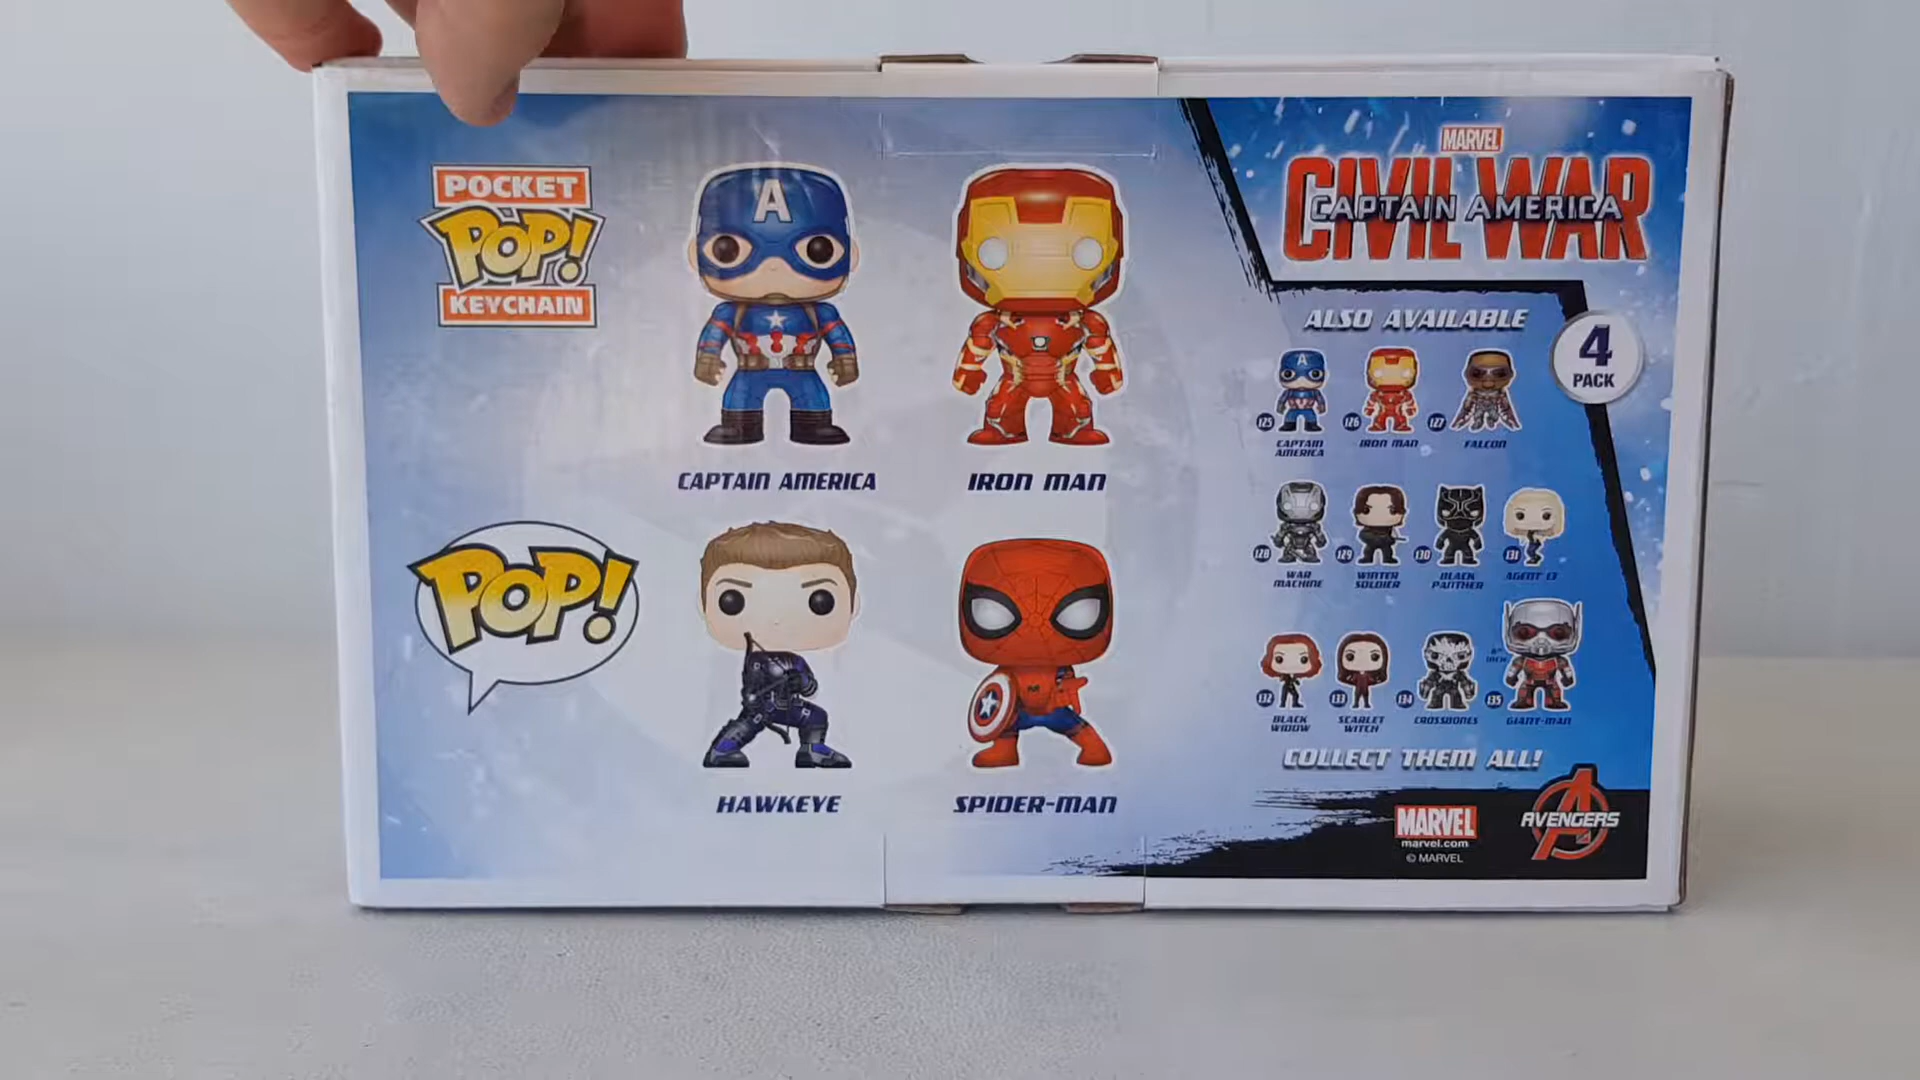 POCKET
POP!
KEYCHAIN
A
CAPTAIN AMERICA
IRON MAN
POP!
HAWKEYE
SPIDER-MAN
MARVEL
CIVIL WAR
CAPTAIN AMERICA
ALSO AVAILABLE
4
PACK
A
125
CAPTAIN
AMERICA
126
IRON MAN
127
FALCON
128
WAR
MACHINE
129
WINTER
SOLDIER
130
BLACK
PANTHER
131
AGENT 13
132
BLACK
WIDOW
133
SCARLET
WITCH
134
CROSSBONES
6"
INCH
135
GIANT-MAN
COLLECT THEM ALL!
MARVEL
marvel.com
© MARVEL
AVENGERS